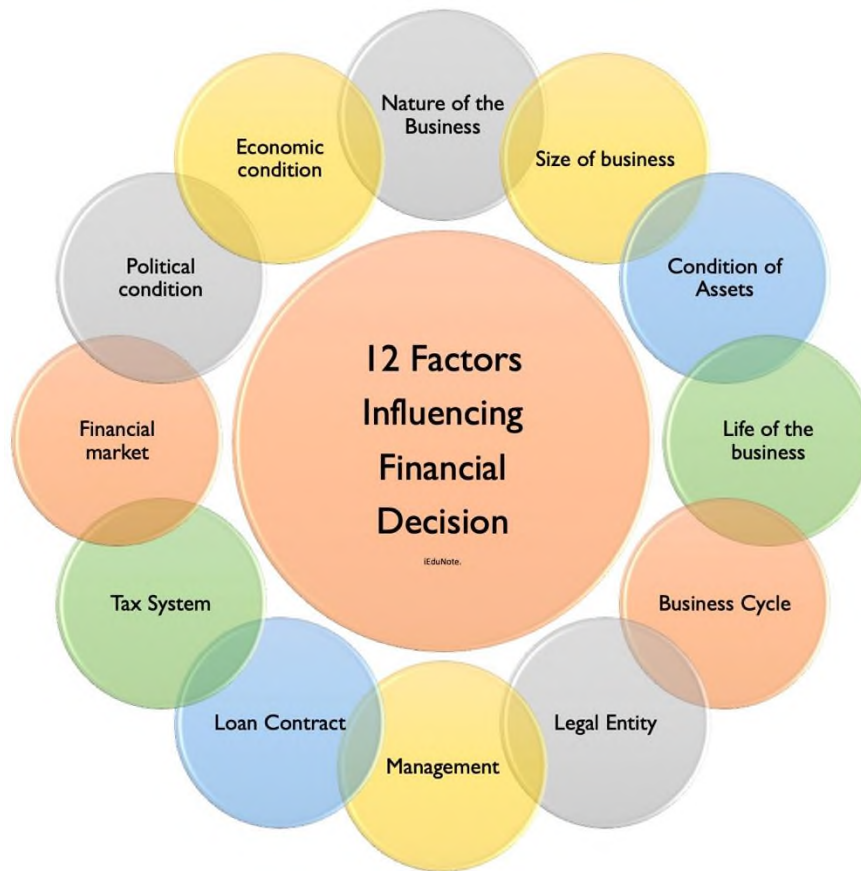 12 Factors
Influencing
Financial
Decision
iEduNote.
Nature of the
Business
Size of business
Condition of
Assets
Life of the
business
Business Cycle
Legal Entity
Management
Loan Contract
Tax System
Financial
market
Political
condition
Economic
condition